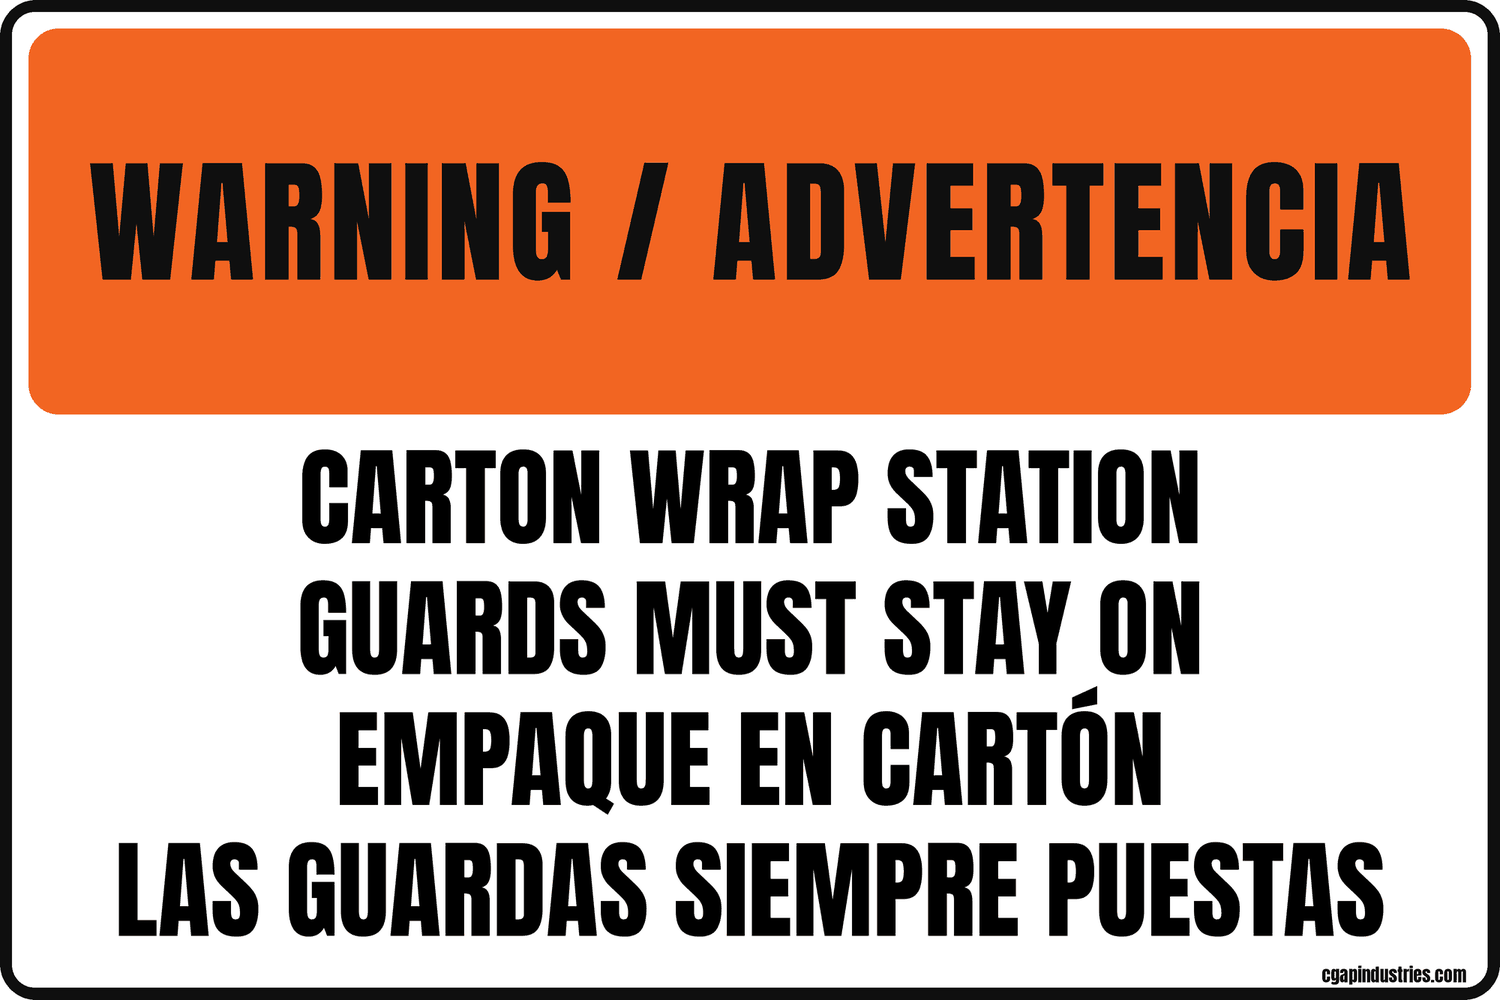 WARNING / ADVERTENCIA
CARTON WRAP STATION
GUARDS MUST STAY ON
EMPAQUE EN CARTÓN
LAS GUARDAS SIEMPRE PUESTAS
cgapindustries.com